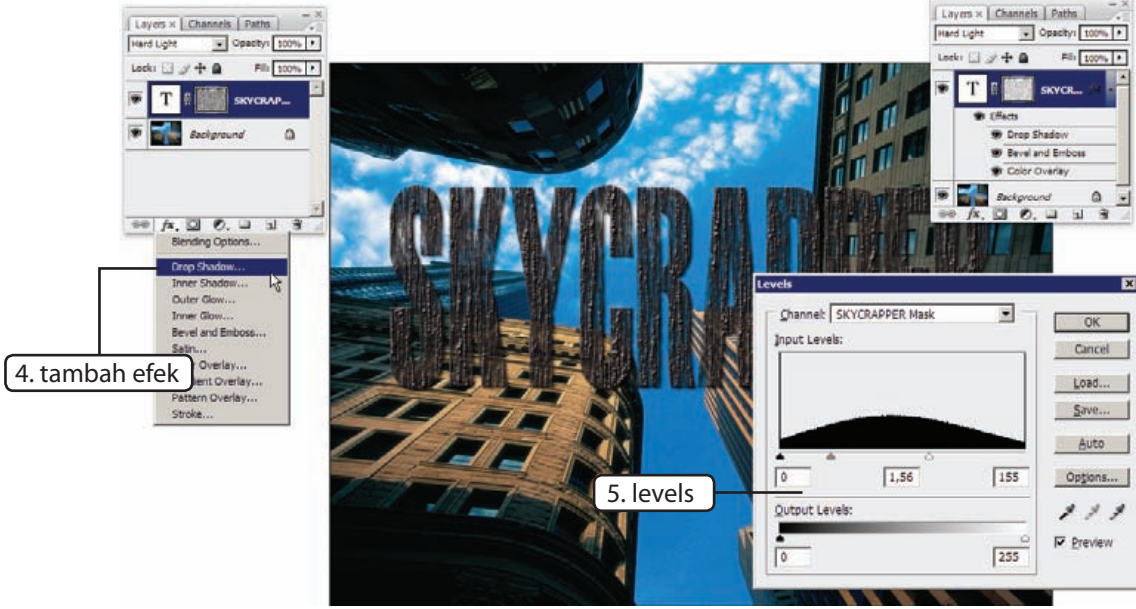 Layers × Channels Paths
Hard Light Opacity: 100%
Lock: Fill: 100%
T SKYCRAP...
Background
fx.
Blending Options...
Drop Shadow...
Inner Shadow...
Outer Glow...
Inner Glow...
Bevel and Emboss...
Satin...
Overlay...
ent Overlay...
Pattern Overlay...
Stroke...
4. tambah efek
SKYCRAPPER
Layers × Channels Paths
Hard Light Opacity: 100%
Lock: Fill: 100%
T SKYCR...
Effects
Drop Shadow
Bevel and Emboss
Color Overlay
Background
fx.
Levels
Channel: SKYCRAPPER Mask
Input Levels:
0 1,56 155
5. levels
Output Levels:
0 255
OK
Cancel
Load...
Save...
Auto
Options...
Preview